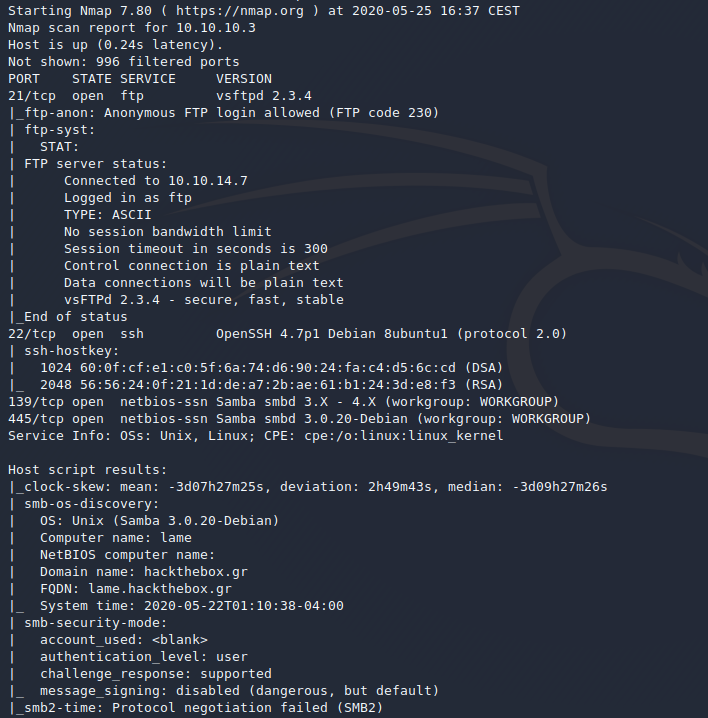 Starting Nmap 7.80 ( https://nmap.org ) at 2020-05-25 16:37 CEST
Nmap scan report for 10.10.10.3
Host is up (0.24s latency).
Not shown: 996 filtered ports
PORT    STATE SERVICE     VERSION
21/tcp  open  ftp         vsftpd 2.3.4
|_ftp-anon: Anonymous FTP login allowed (FTP code 230)
| ftp-syst:
|   STAT:
| FTP server status:
|      Connected to 10.10.14.7
|      Logged in as ftp
|      TYPE: ASCII
|      No session bandwidth limit
|      Session timeout in seconds is 300
|      Control connection is plain text
|      Data connections will be plain text
|      vsFTPd 2.3.4 - secure, fast, stable
|_End of status
22/tcp  open  ssh         OpenSSH 4.7p1 Debian 8ubuntu1 (protocol 2.0)
| ssh-hostkey:
|   1024 60:0f:cf:e1:c0:5f:6a:74:d6:90:24:fa:c4:d5:6c:cd (DSA)
|_  2048 56:56:24:0f:21:1d:de:a7:2b:ae:61:b1:24:3d:e8:f3 (RSA)
139/tcp open  netbios-ssn Samba smbd 3.X - 4.X (workgroup: WORKGROUP)
445/tcp open  netbios-ssn Samba smbd 3.0.20-Debian (workgroup: WORKGROUP)
Service Info: OSs: Unix, Linux; CPE: cpe:/o:linux:linux_kernel

Host script results:
|_clock-skew: mean: -3d07h27m25s, deviation: 2h49m43s, median: -3d09h27m26s
| smb-os-discovery:
|   OS: Unix (Samba 3.0.20-Debian)
|   Computer name: lame
|   NetBIOS computer name:
|   Domain name: hackthebox.gr
|   FQDN: lame.hackthebox.gr
|_  System time: 2020-05-22T01:10:38-04:00
| smb-security-mode:
|   account_used: <blank>
|   authentication_level: user
|   challenge_response: supported
|_  message_signing: disabled (dangerous, but default)
|_smb2-time: Protocol negotiation failed (SMB2)